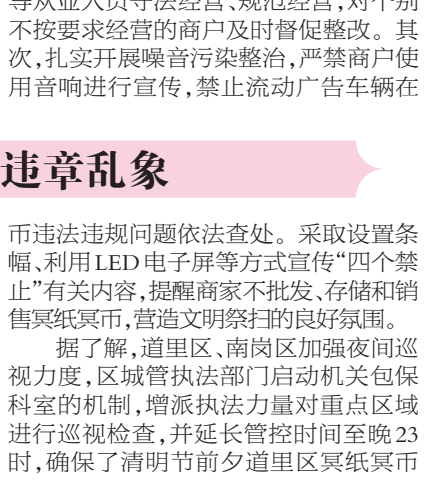 等从业人员守法经营、规范经营，对个别
不按要求经营的商户及时督促整改。其
次，扎实开展噪音污染整治，严禁商户使
用音响进行宣传，禁止流动广告车辆在
违章乱象
币违法违规问题依法查处。采取设置条
幅、利用LED电子屏等方式宣传“四个禁
止”有关内容，提醒商家不批发、存储和销
售冥纸冥币，营造文明祭扫的良好氛围。
据了解，道里区、南岗区加强夜间巡
视力度，区城管执法部门启动机关包保
科室的机制，增派执法力量对重点区域
进行巡视检查，并延长管控时间至晚23
时，确保了清明节前夕道里区冥纸冥币